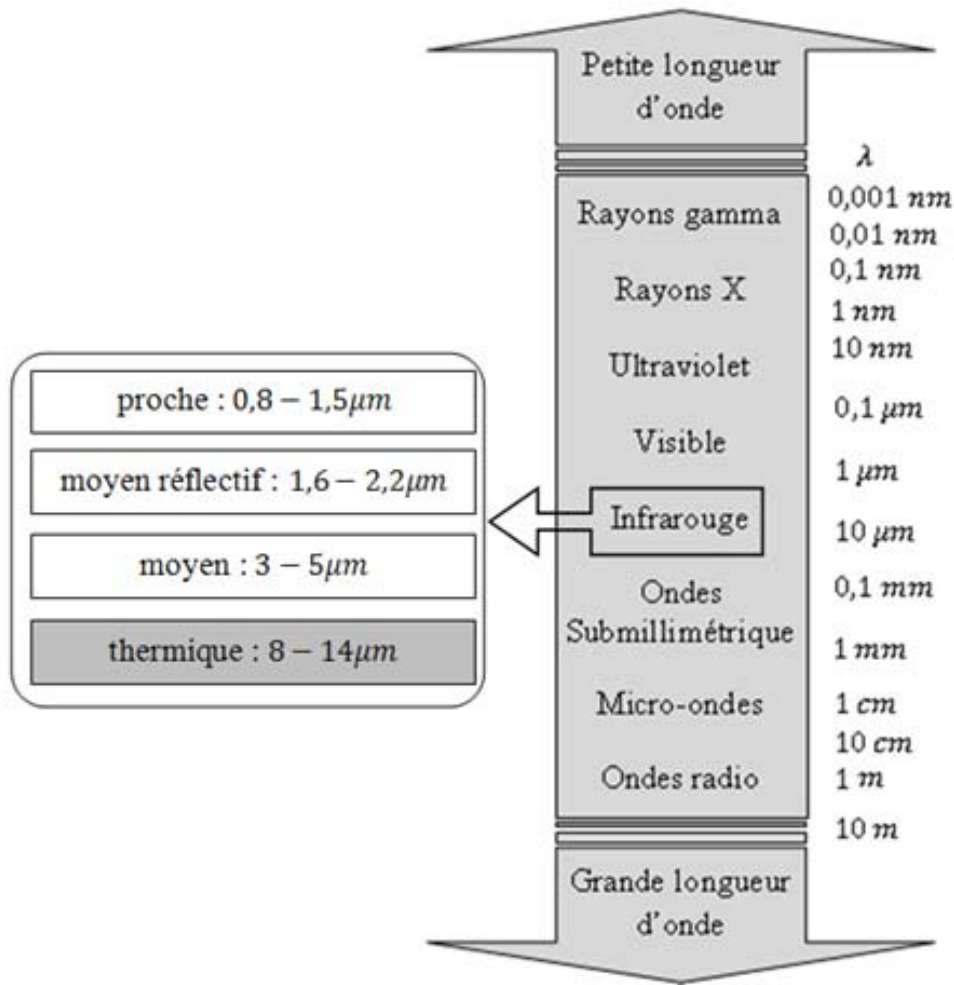 Petite longueur
d'onde
λ
0,001 nm
Rayons gamma
0,01 nm
0,1 nm
Rayons X
1 nm
10 nm
Ultraviolet
0,1 μm
Visible
1 μm
Infrarouge
10 μm
0,1 mm
Ondes
Submillimétrique
1 mm
Micro-ondes
1 cm
10 cm
Ondes radio
1 m
10 m
Grande longueur
d'onde
proche : 0,8 – 1,5μm
moyen réflectif : 1,6 – 2,2μm
moyen : 3 – 5μm
thermique : 8 – 14μm